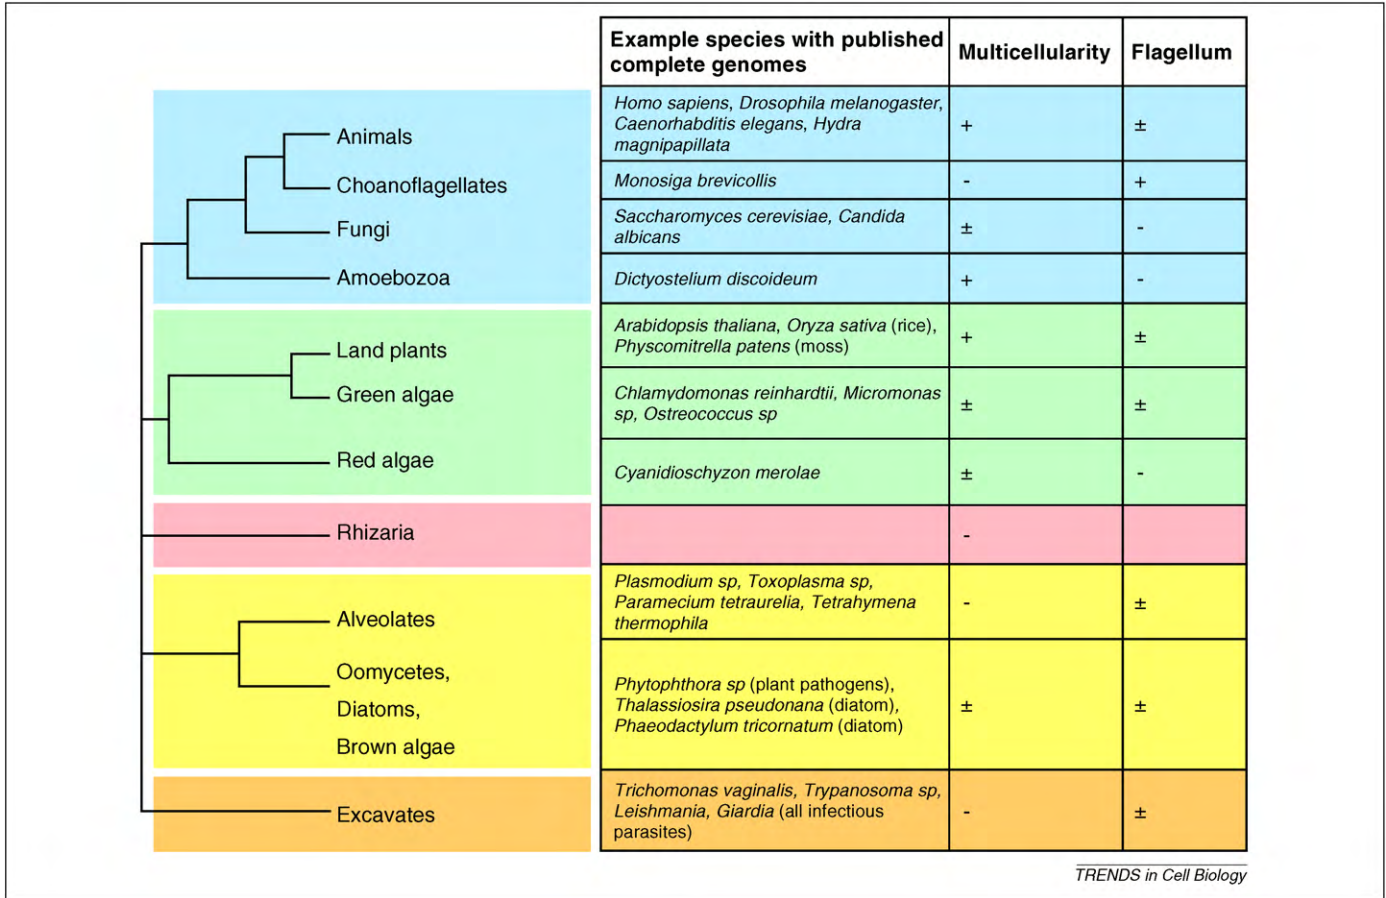 Example species with published
complete genomes
Multicellularity
Flagellum
Animals
Homo sapiens, Drosophila melanogaster,
Caenorhabditis elegans, Hydra
magnipapillata
+
±
Choanoflagellates
Monosiga brevicollis
-
+
Fungi
Saccharomyces cerevisiae, Candida
albicans
±
-
Amoebozoa
Dictyostelium discoideum
+
-
Land plants
Arabidopsis thaliana, Oryza sativa (rice),
Physcomitrella patens (moss)
+
±
Green algae
Chlamydomonas reinhardtii, Micromonas
sp, Ostreococcus sp
±
±
Red algae
Cyanidioschyzon merolae
±
-
Rhizaria
-
Alveolates
Plasmodium sp, Toxoplasma sp,
Paramecium tetraurelia, Tetrahymena
thermophila
-
±
Oomycetes,
Diatoms,
Brown algae
Phytophthora sp (plant pathogens),
Thalassiosira pseudonana (diatom),
Phaeodactylum tricornatum (diatom)
±
±
Excavates
Trichomonas vaginalis, Trypanosoma sp,
Leishmania, Giardia (all infectious
parasites)
-
±
TRENDS in Cell Biology